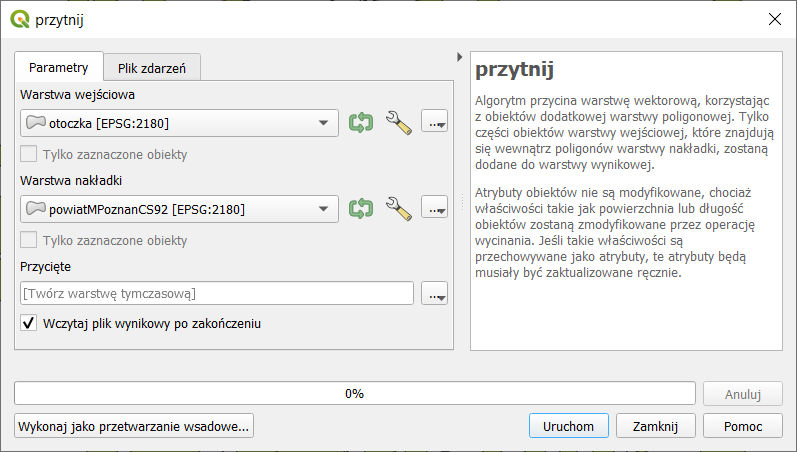 przytnij
Parametry
Plik zdarzeń
Warstwa wejściowa
otoczka [EPSG:2180]
...
Tylko zaznaczone obiekty
Warstwa nakładki
powiatMPoznanCS92 [EPSG:2180]
...
Tylko zaznaczone obiekty
Przycięte
[Twórz warstwę tymczasową]
...
Wczytaj plik wynikowy po zakończeniu
przytnij
Algorytm przycina warstwę wektorową, korzystając
z obiektów dodatkowej warstwy poligonowej. Tylko
części obiektów warstwy wejściowej, które znajdują
się wewnątrz poligonów warstwy nakładki, zostaną
dodane do warstwy wynikowej.
Atrybuty obiektów nie są modyfikowane, chociaż
właściwości takie jak powierzchnia lub długość
obiektów zostaną zmodyfikowane przez operację
wycinania. Jeśli takie właściwości są
przechowywane jako atrybuty, te atrybuty będą
musiały być zaktualizowane ręcznie.
0%
Anuluj
Wykonaj jako przetwarzanie wsadowe...
Uruchom
Zamknij
Pomoc